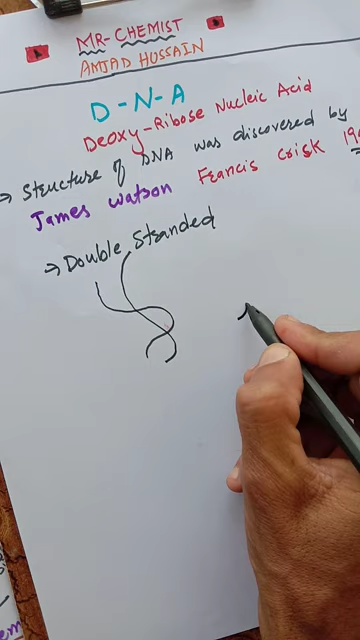 MR-CHEMIST
AMJAD HUSSAIN
D-N-A
Deoxy-Ribose Nucleic Acid
→ Structure of DNA was discovered by
James Watson Francis Crisk
→ Double Stranded